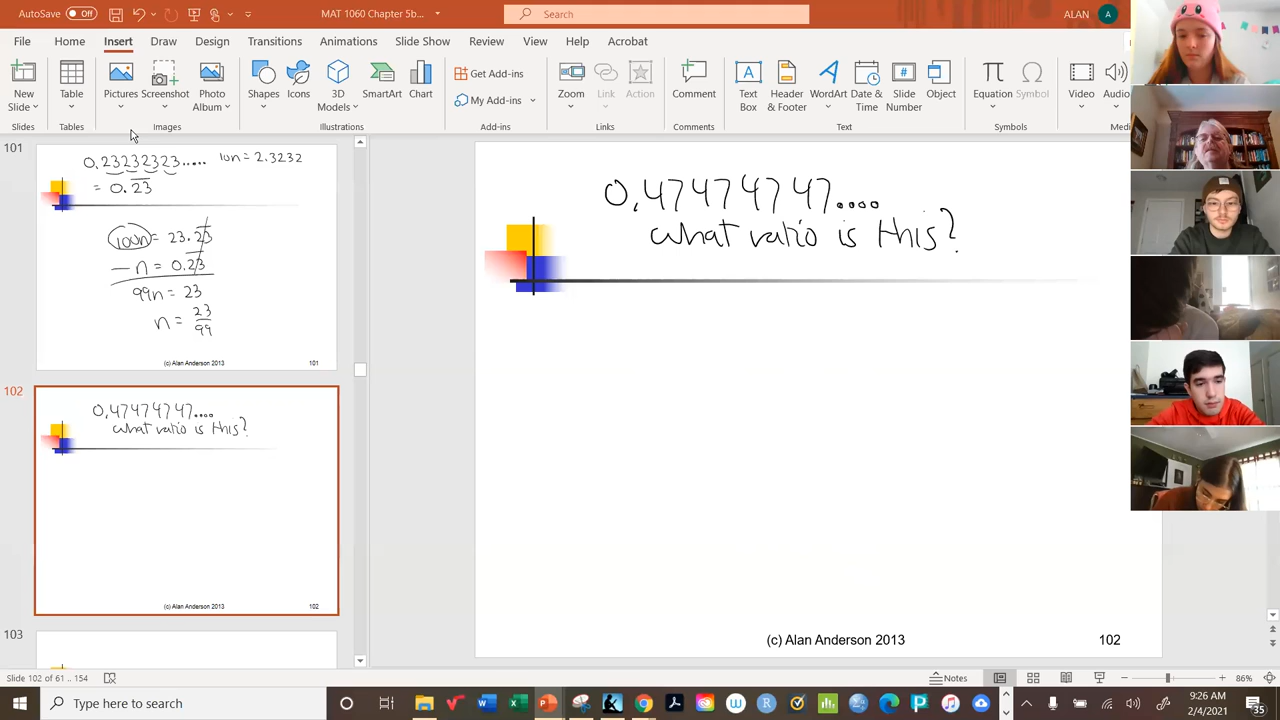 AutoSave Off
MAT 1060 Chapter 5b...
Search
ALAN A
File Home Insert Draw Design Transitions Animations Slide Show Review View Help Acrobat
New Slide
Table
Pictures
Screenshot
Photo Album
Shapes
Icons
3D Models
SmartArt
Chart
Get Add-ins
My Add-ins
Zoom
Link
Action
Comment
Text Box
Header & Footer
WordArt
Date & Time
Slide Number
Object
Equation
Symbol
Video
Audio
Slides Tables Images Illustrations Add-ins Links Comments Text Symbols
101
0.23232323..... 10n = 2.3232
= 0.23
100n = 23.23
— n = 0.23
99n = 23
n = 23
99
(c) Alan Anderson 2013 101
102
0.47474747....
what ratio is this?
(c) Alan Anderson 2013 102
103
0.47474747....
what ratio is this?
(c) Alan Anderson 2013 102
Slide 102 of 61 .. 154
Notes
86%
Type here to search
9:26 AM
2/4/2021
35